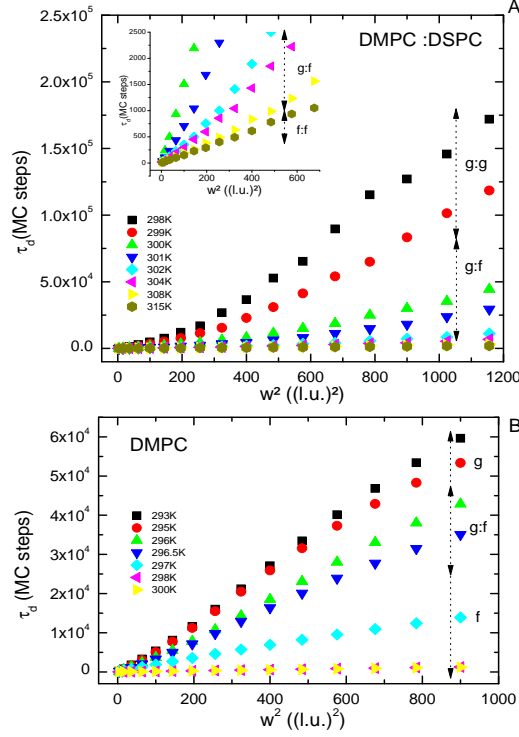 A
DMPC :DSPC
2.5x10⁵
2.0x10⁵
1.5x10⁵
1.0x10⁵
5.0x10⁴
0.0
τd(MC steps)
0 200 400 600 800 1000 1200
w² ((l.u.)²)
2500
2000
1500
1000
500
0
τd(MC steps)
0 200 400 600
w² ((l.u.)²)
g:f
f:f
298K
299K
300K
301K
302K
304K
308K
315K
g:g
g:f
B
DMPC
6x10⁴
5x10⁴
4x10⁴
3x10⁴
2x10⁴
1x10⁴
0
τd (MC steps)
293K
295K
296K
296.5K
297K
298K
300K
g
g:f
f
0 200 400 600 800 1000
w² ((l.u.)²)